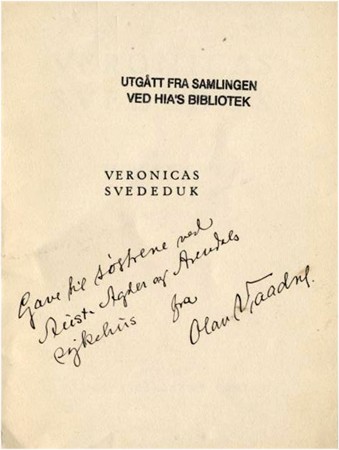 UTGÅTT FRA SAMLINGEN
VED HIA'S BIBLIOTEK
VERONICAS
SVEDEDUK
Gave til søstrene ved
Aust-Agder og Arendals
sykehus fra
Olav